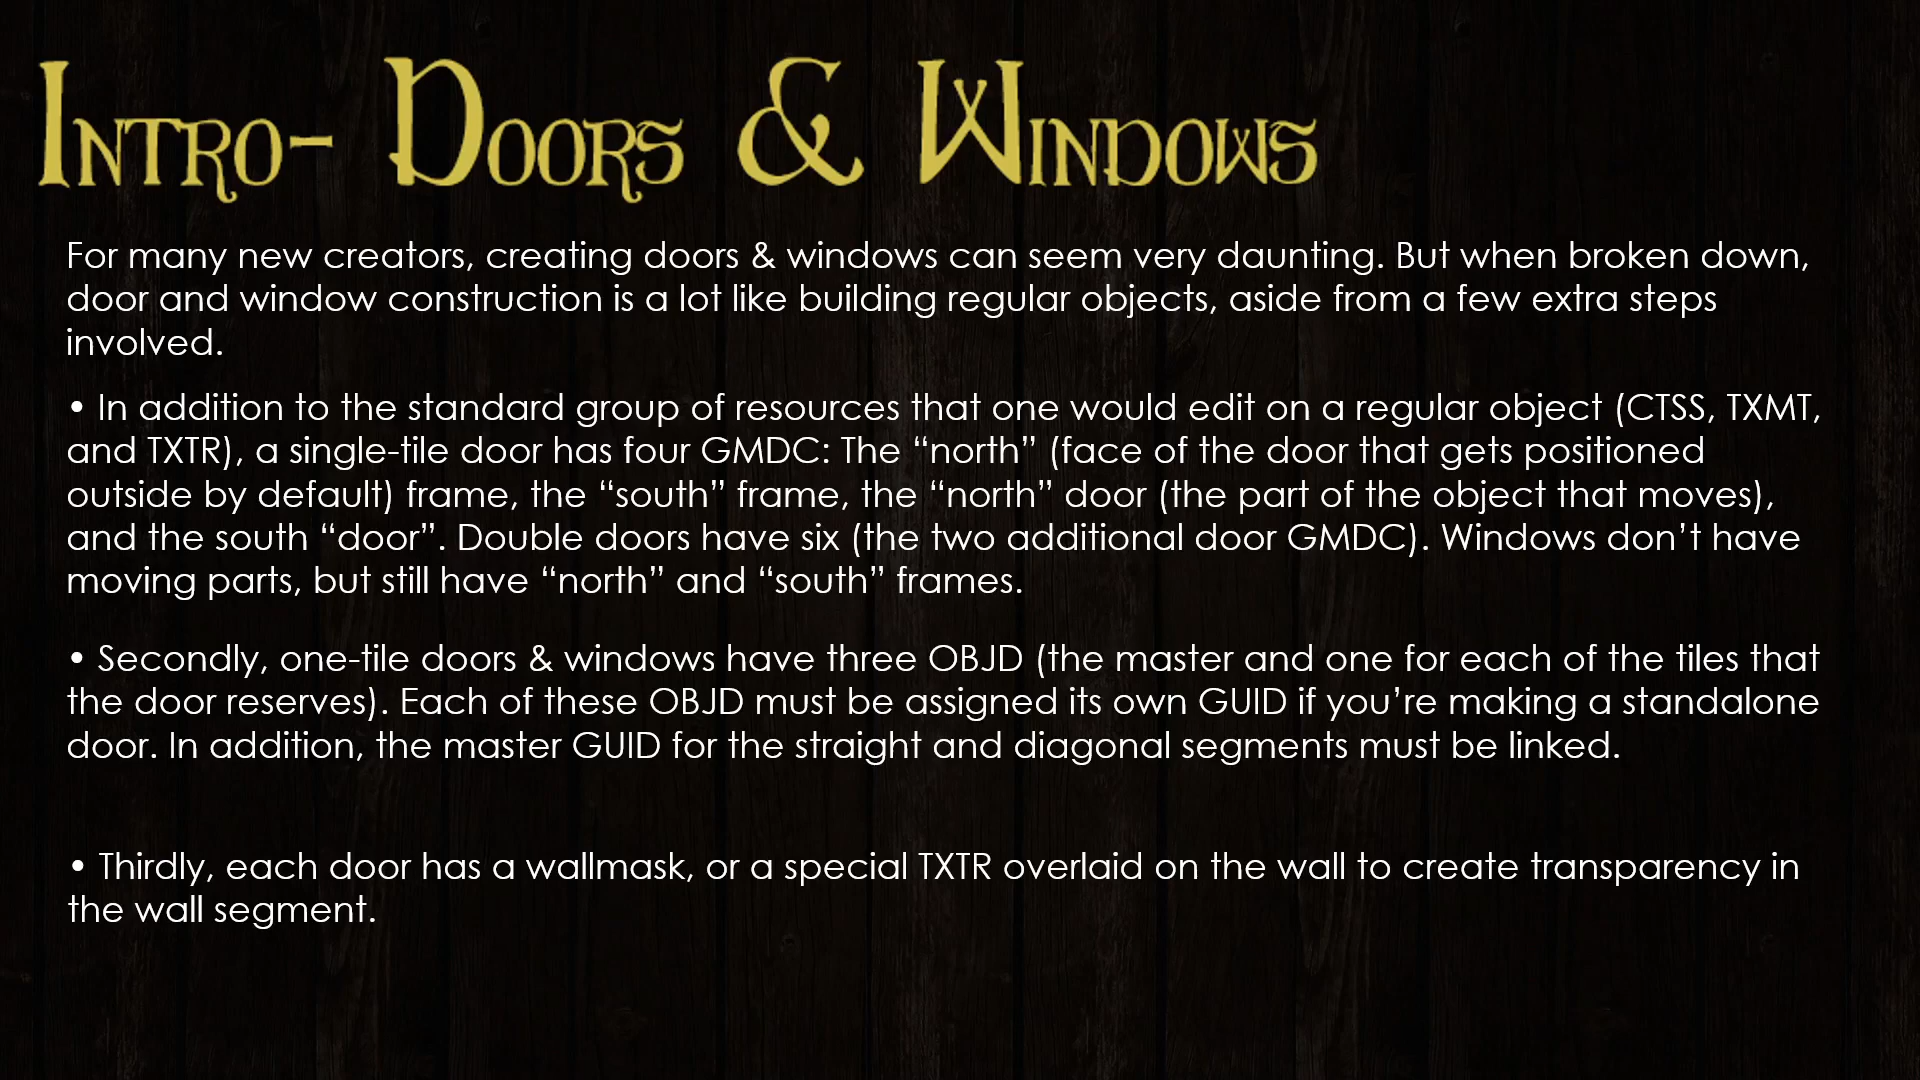 Intro- Doors & Windows
For many new creators, creating doors & windows can seem very daunting. But when broken down,
door and window construction is a lot like building regular objects, aside from a few extra steps
involved.
• In addition to the standard group of resources that one would edit on a regular object (CTSS, TXMT,
and TXTR), a single-tile door has four GMDC: The “north” (face of the door that gets positioned
outside by default) frame, the “south” frame, the “north” door (the part of the object that moves),
and the south “door”. Double doors have six (the two additional door GMDC). Windows don’t have
moving parts, but still have “north” and “south” frames.
• Secondly, one-tile doors & windows have three OBJD (the master and one for each of the tiles that
the door reserves). Each of these OBJD must be assigned its own GUID if you’re making a standalone
door. In addition, the master GUID for the straight and diagonal segments must be linked.
• Thirdly, each door has a wallmask, or a special TXTR overlaid on the wall to create transparency in
the wall segment.